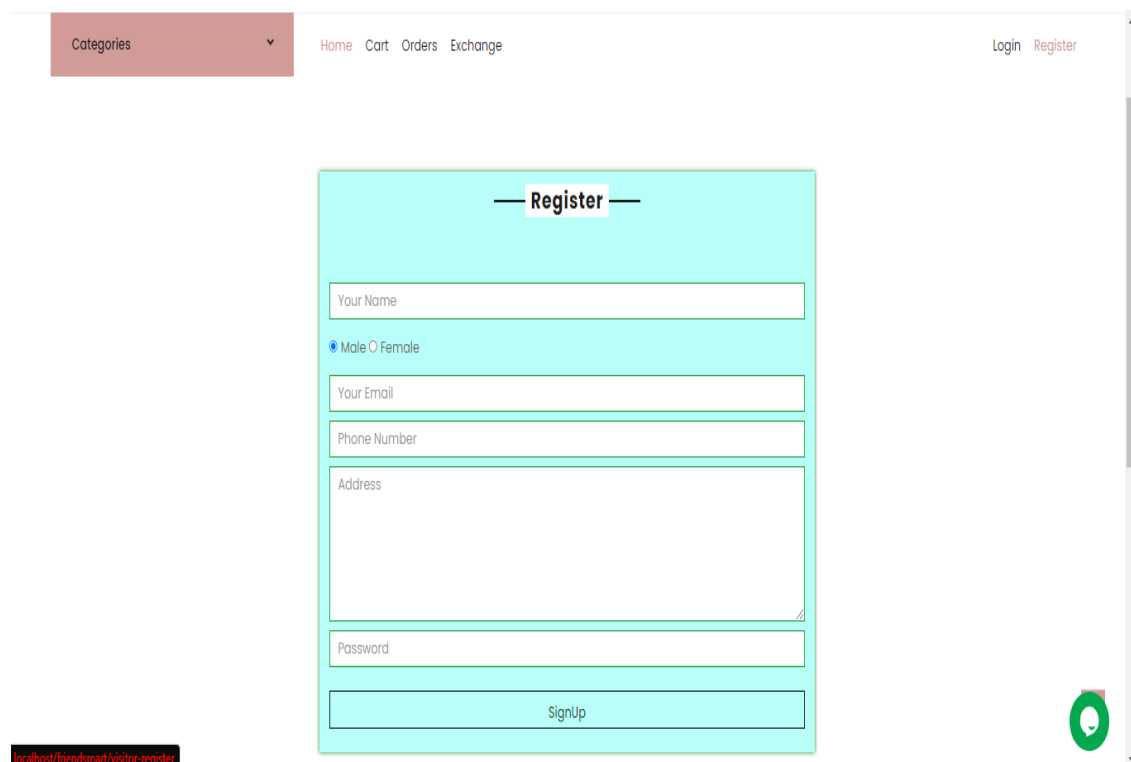 Categories
Home Cart Orders Exchange
Login Register
Register
Your Name
Male Female
Your Email
Phone Number
Address
Password
SignUp
localhost/friendsmart/visitor-register